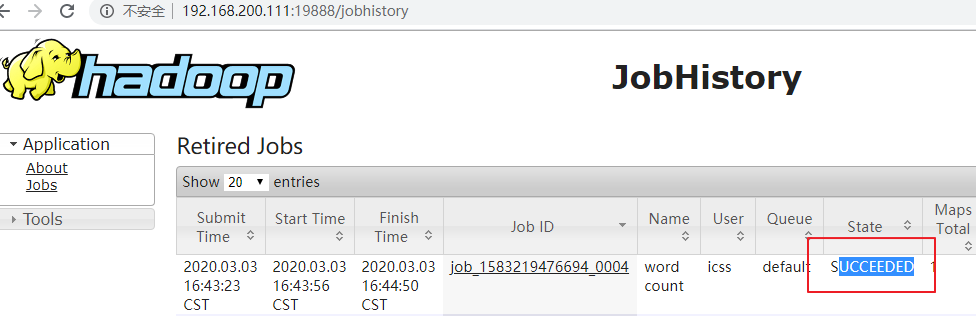 不安全 | 192.168.200.111:19888/jobhistory
hadoop
JobHistory
Application
About
Jobs
Tools
Retired Jobs
Show 20 entries
Submit Time Start Time Finish Time Job ID Name User Queue State Maps Total
2020.03.03 16:43:23 CST 2020.03.03 16:43:56 CST 2020.03.03 16:44:50 CST job_1583219476694_0004 word count icss default SUCCEEDED 1